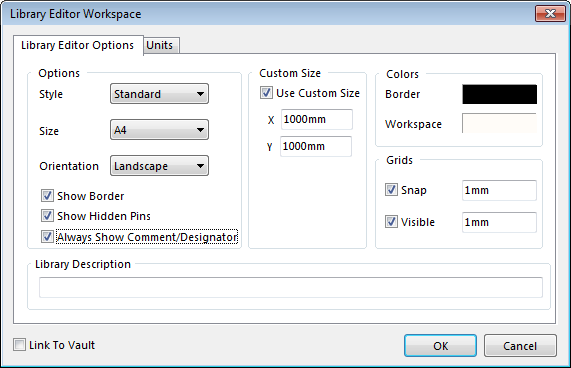 Library Editor Workspace
Library Editor Options Units
Options
Style Standard
Size A4
Orientation Landscape
Show Border
Show Hidden Pins
Always Show Comment/Designator
Custom Size
Use Custom Size
X 1000mm
Y 1000mm
Colors
Border
Workspace
Grids
Snap 1mm
Visible 1mm
Library Description
Link To Vault
OK Cancel